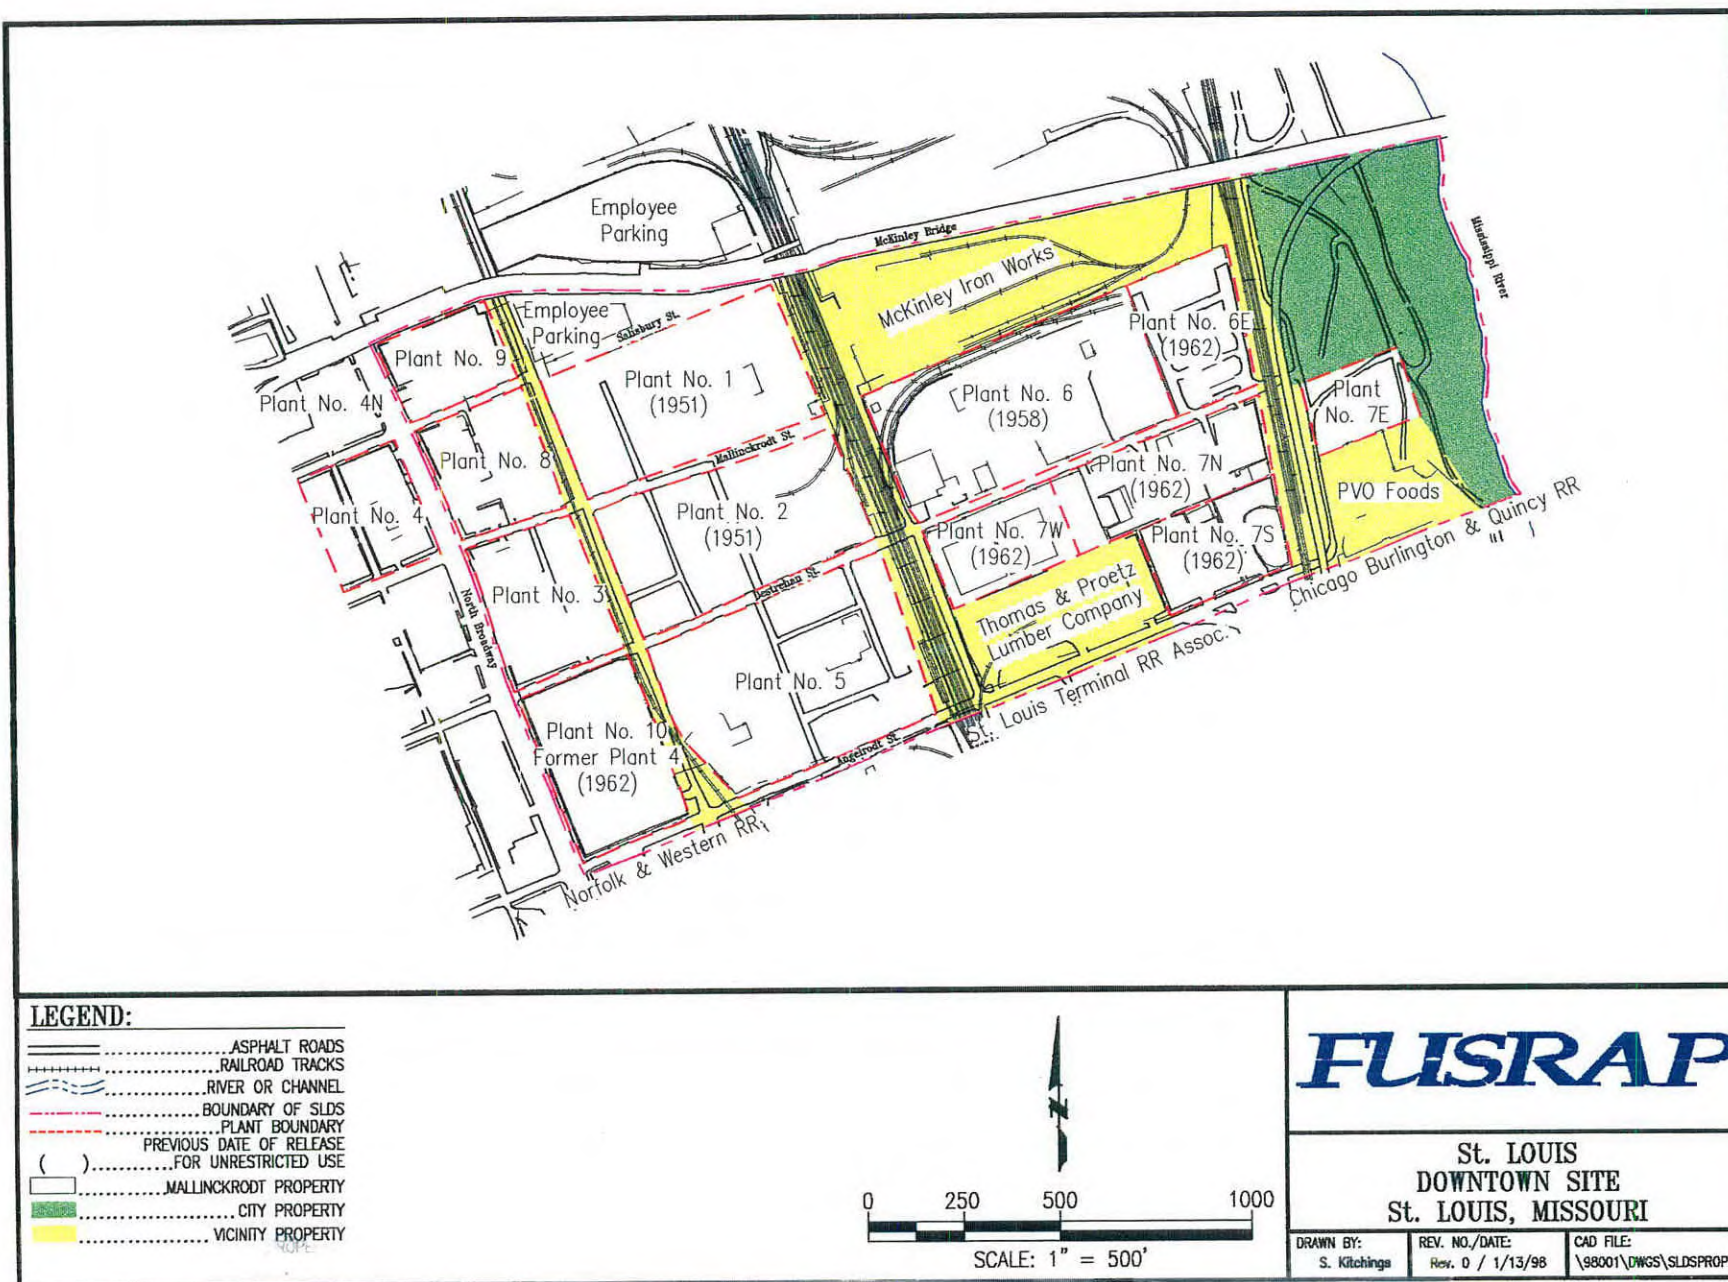 Employee
Parking
McKinley Bridge
Mississippi River
McKinley Iron Works
Employee
Parking
Salisbury St.
Plant No. 6E
(1962)
Plant No. 9
Plant No. 1
(1951)
Plant No. 6
(1958)
Plant
No. 7E
Plant No. 4N
Mallinckrodt St.
Plant No. 8
Plant No. 7N
(1962)
PVO Foods
Plant No. 4
Plant No. 2
(1951)
Plant No. 7W
(1962)
Plant No. 7S
(1962)
Chicago Burlington & Quincy RR
Plant No. 3
Destrehan St.
North Broadway
Thomas & Proetz
Lumber Company
St. Louis Terminal RR Assoc.
Plant No. 5
Plant No. 10
Former Plant 4
(1962)
Angelrodt St.
Norfolk & Western RR
LEGEND:
ASPHALT ROADS
RAILROAD TRACKS
RIVER OR CHANNEL
BOUNDARY OF SLDS
PLANT BOUNDARY
PREVIOUS DATE OF RELEASE
( ) FOR UNRESTRICTED USE
MALLINCKRODT PROPERTY
CITY PROPERTY
VICINITY PROPERTY
N
0 250 500 1000
SCALE: 1" = 500'
FUSRAP
St. LOUIS
DOWNTOWN SITE
St. LOUIS, MISSOURI
DRAWN BY:
S. Kitchings
REV. NO./DATE:
Rev. 0 / 1/13/98
CAD FILE:
\98001\DWGS\SLDSPROP